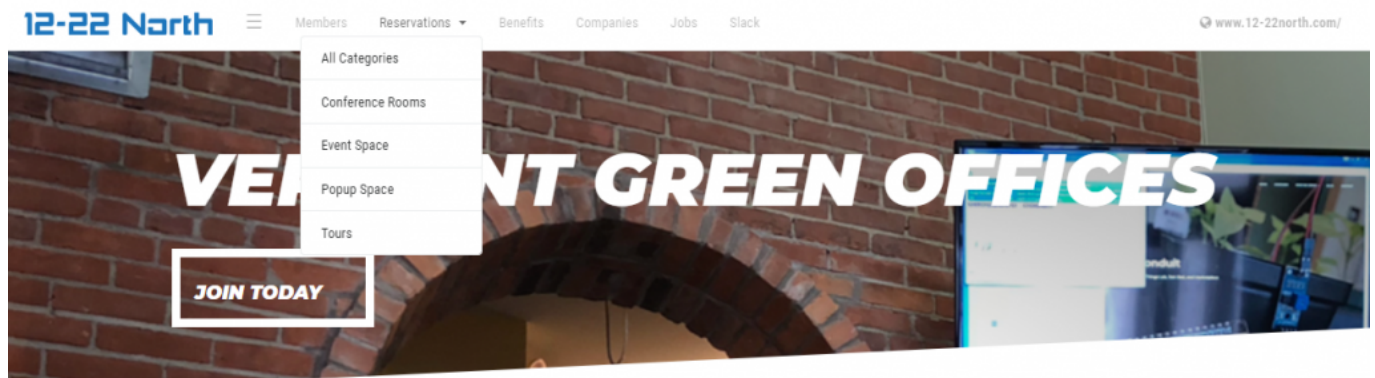 12-22 North
Members Reservations Benefits Companies Jobs Slack
www.12-22north.com/
All Categories
Conference Rooms
Event Space
Popup Space
Tours
NT GREEN OFFICES
JOIN TODAY
onduit